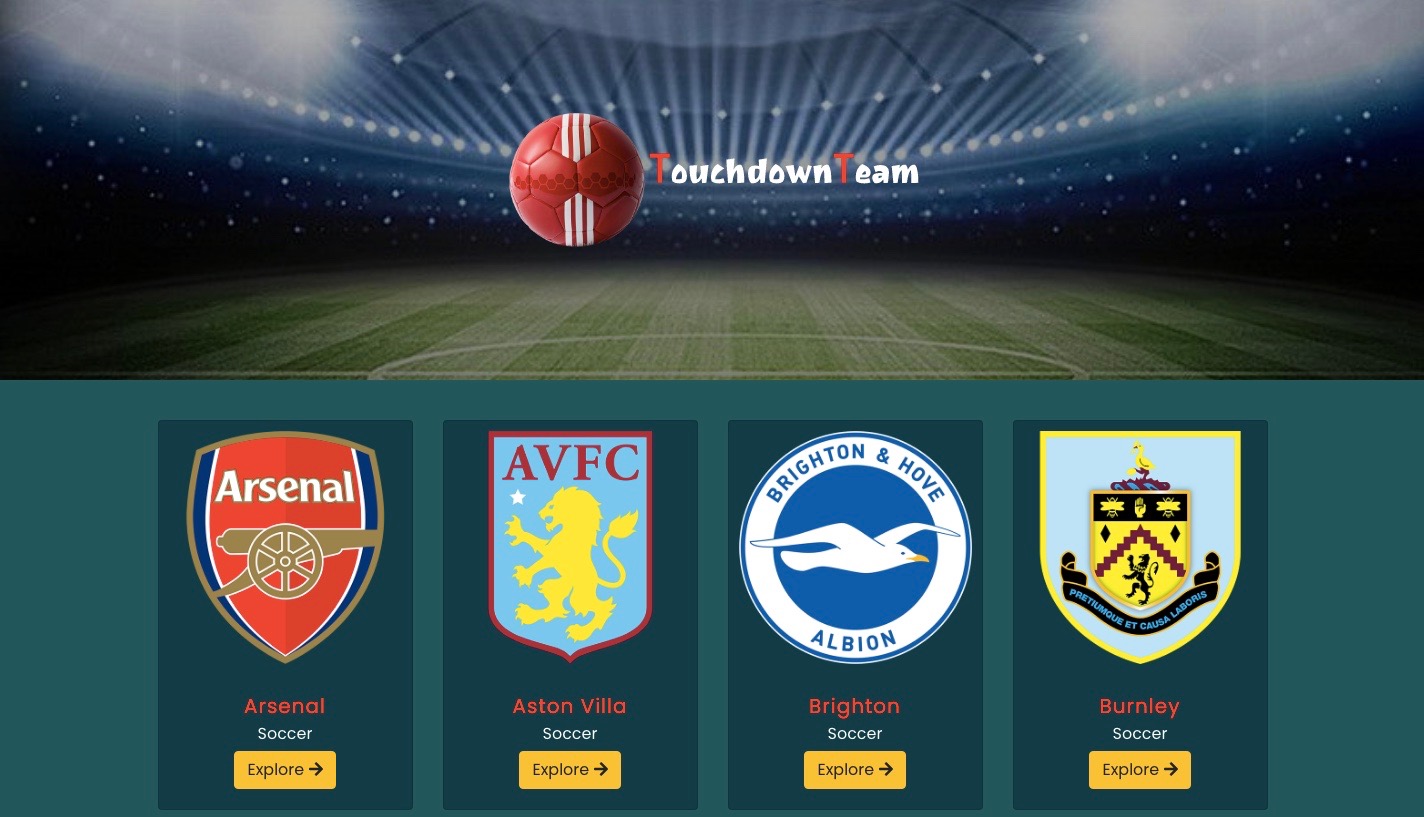 TouchdownTeam
Arsenal
AVFC
BRIGHTON & HOVE
ALBION
PRETIUMQUE ET CAUSA LABORIS
Arsenal
Aston Villa
Brighton
Burnley
Soccer
Soccer
Soccer
Soccer
Explore →
Explore →
Explore →
Explore →